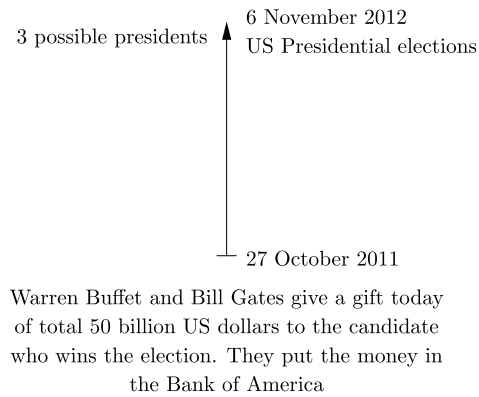 3 possible presidents
6 November 2012
US Presidential elections
27 October 2011
Warren Buffet and Bill Gates give a gift today
of total 50 billion US dollars to the candidate
who wins the election. They put the money in
the Bank of America